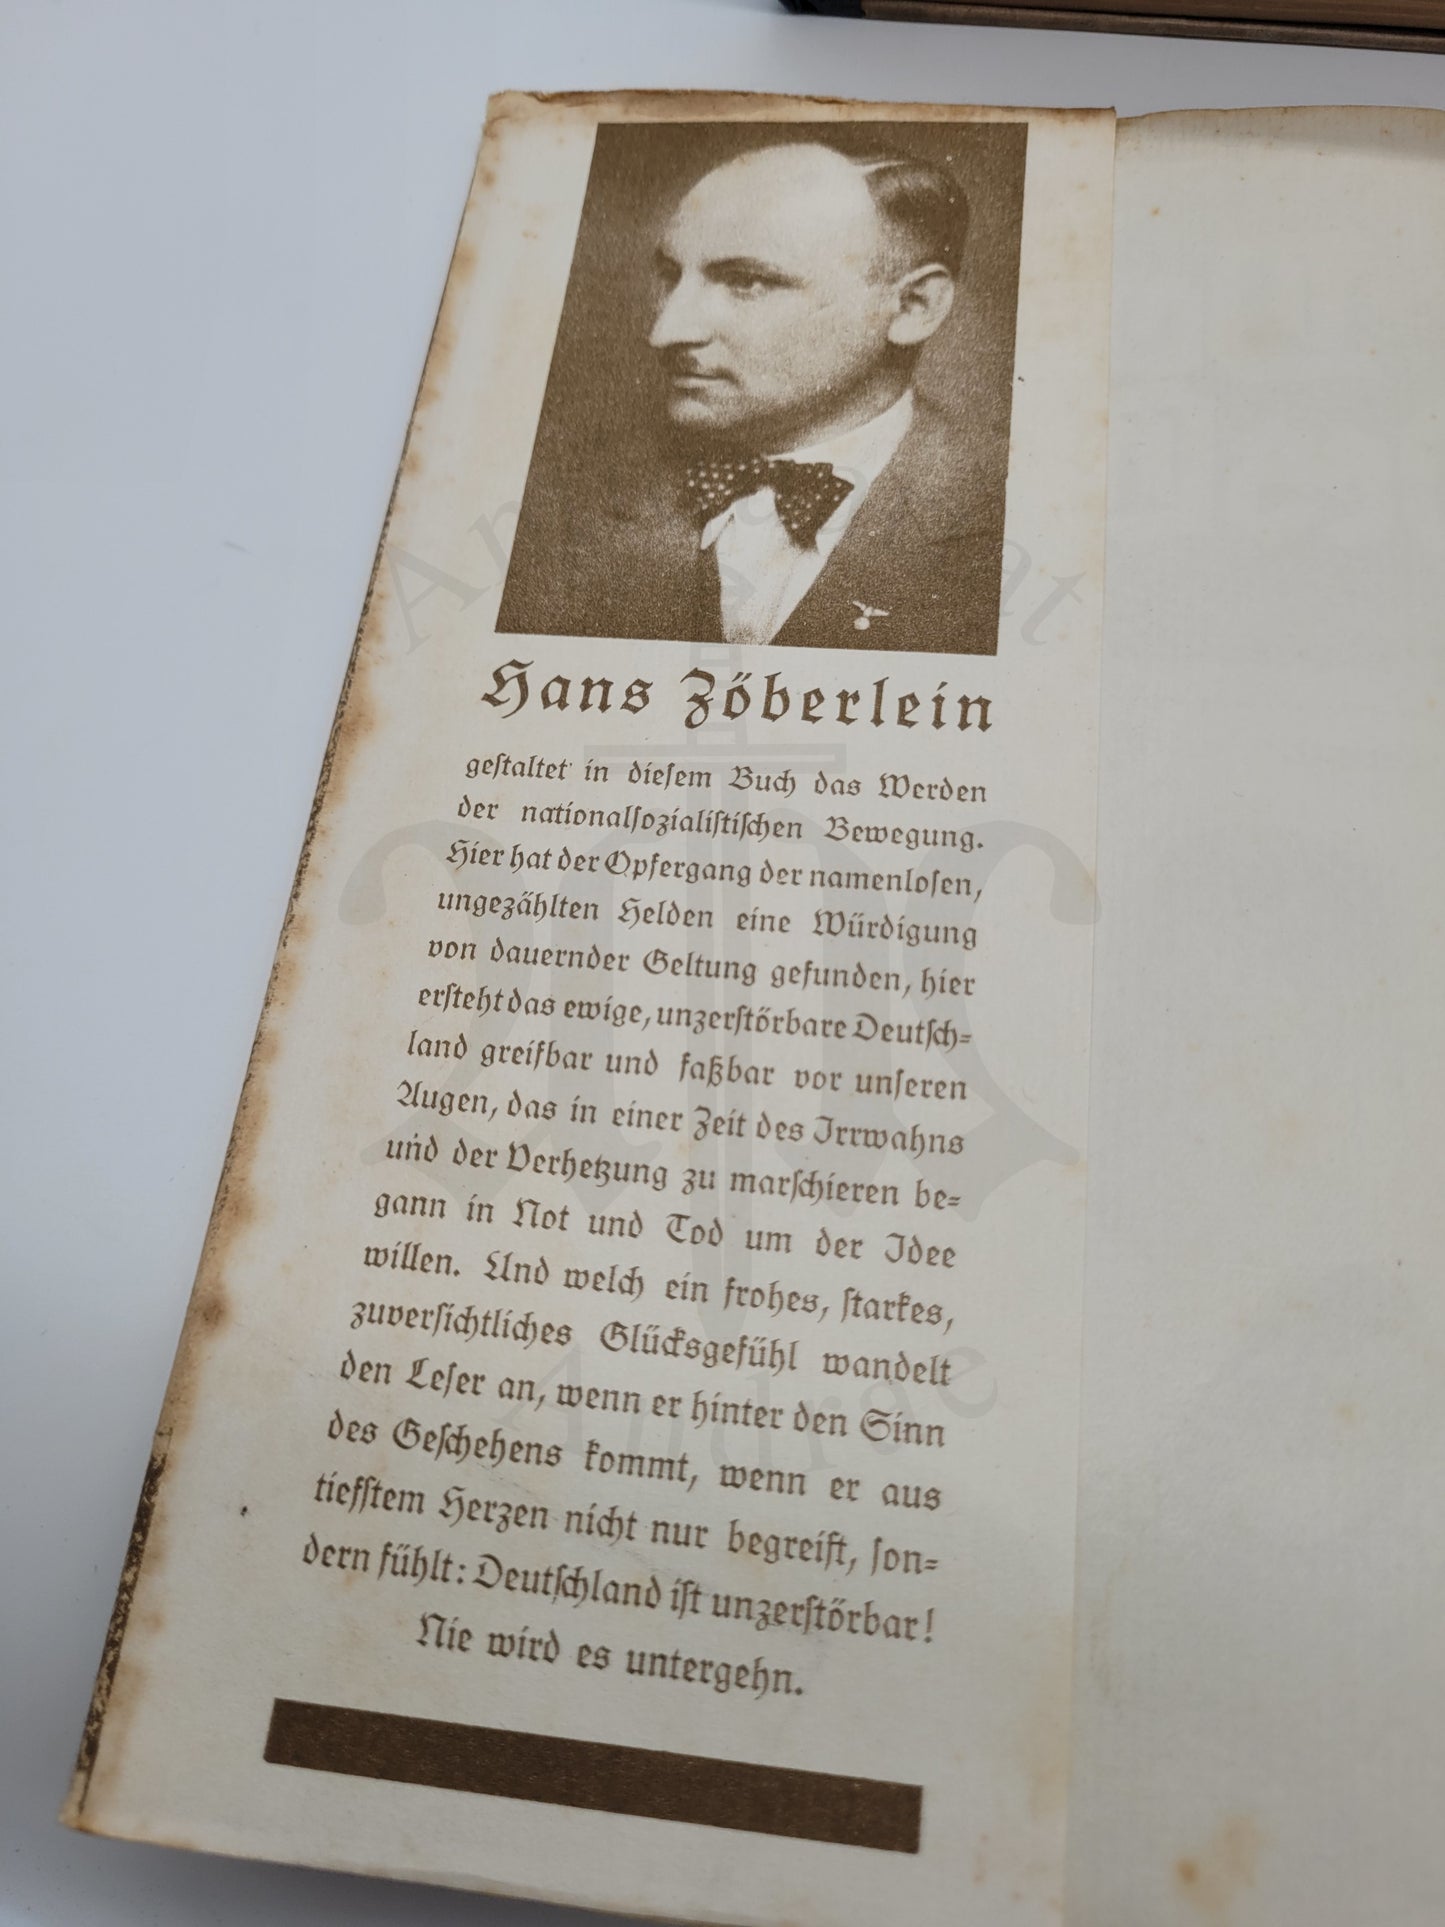 Hans Zöberlein
geſtaltet in dieſem Buch das Werden
der nationalſozialiſtiſchen Bewegung.
Hier hat der Opfergang der namenloſen,
ungezählten Helden eine Würdigung
von dauernder Geltung gefunden, hier
erſteht das ewige, unzerſtörbare Deutſch⸗
land greifbar und faßbar vor unſeren
Augen, das in einer Zeit des Irrwahns
und der Verhetzung zu marſchieren be⸗
gann in Not und Tod um der Idee
willen. Und welch ein frohes, ſtarkes,
zuverſichtliches Glücksgefühl wandelt
den Leſer an, wenn er hinter den Sinn
des Geſchehens kommt, wenn er aus
tiefſtem Herzen nicht nur begreift, ſon⸗
dern fühlt: Deutſchland iſt unzerſtörbar!
Nie wird es untergehn.